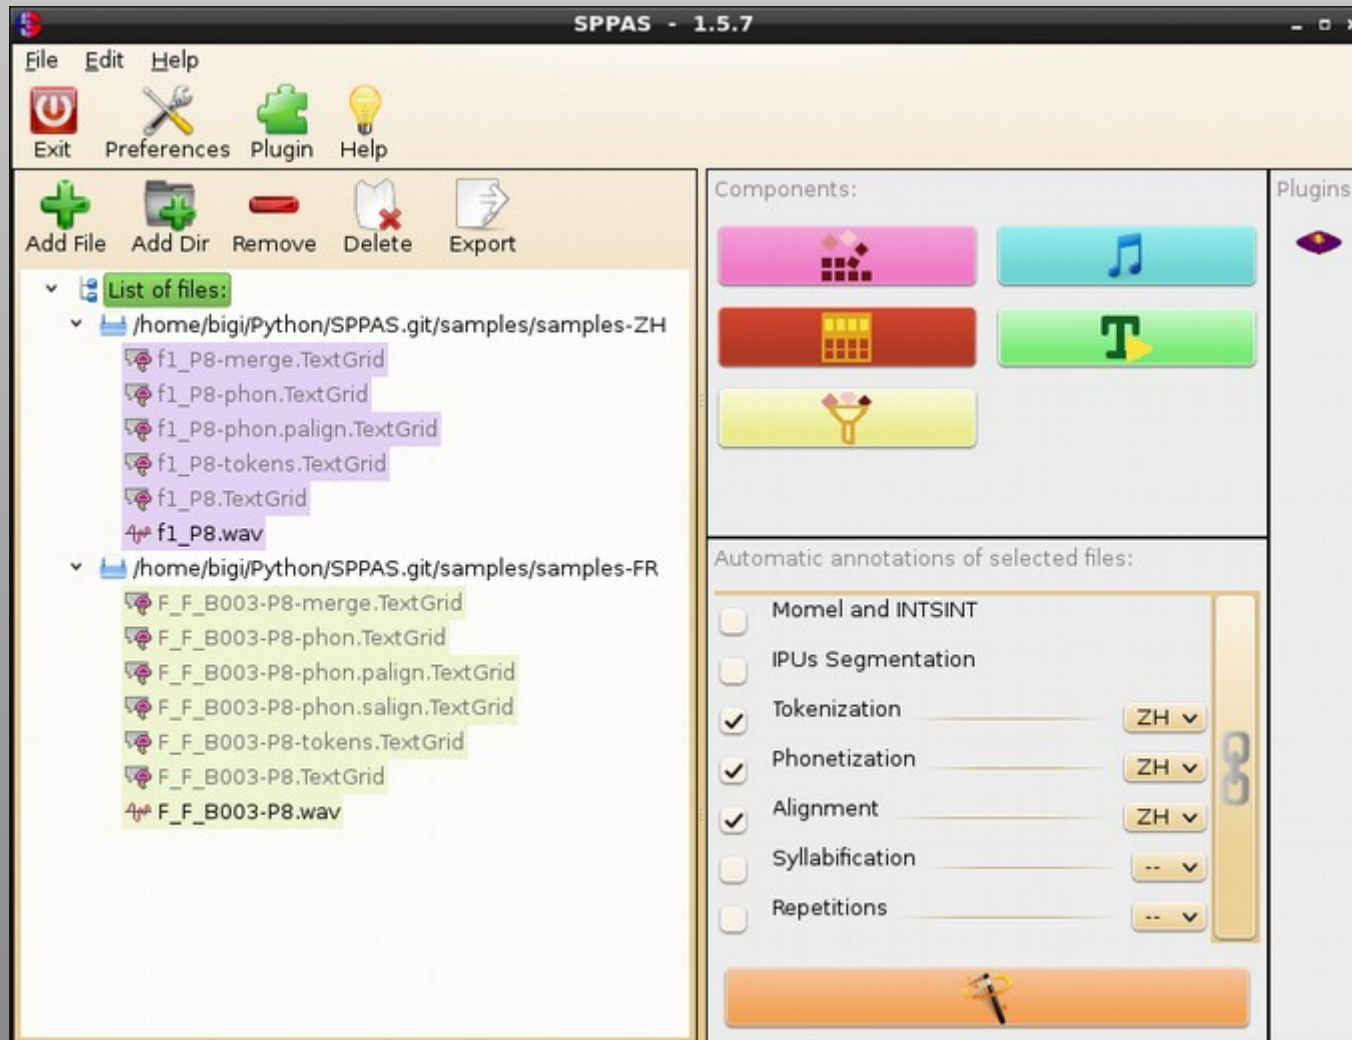 SPPAS - 1.5.7
File Edit Help
Exit Preferences Plugin Help
Add File Add Dir Remove Delete Export
List of files:
/home/bigi/Python/SPPAS.git/samples/samples-ZH
f1_P8-merge.TextGrid
f1_P8-phon.TextGrid
f1_P8-phon.palign.TextGrid
f1_P8-tokens.TextGrid
f1_P8.TextGrid
f1_P8.wav
/home/bigi/Python/SPPAS.git/samples/samples-FR
F_F_B003-P8-merge.TextGrid
F_F_B003-P8-phon.TextGrid
F_F_B003-P8-phon.palign.TextGrid
F_F_B003-P8-phon.salign.TextGrid
F_F_B003-P8-tokens.TextGrid
F_F_B003-P8.TextGrid
F_F_B003-P8.wav
Components:
Automatic annotations of selected files:
Momel and INTSINT
IPUs Segmentation
Tokenization ZH
Phonetization ZH
Alignment ZH
Syllabification --
Repetitions --
Plugins